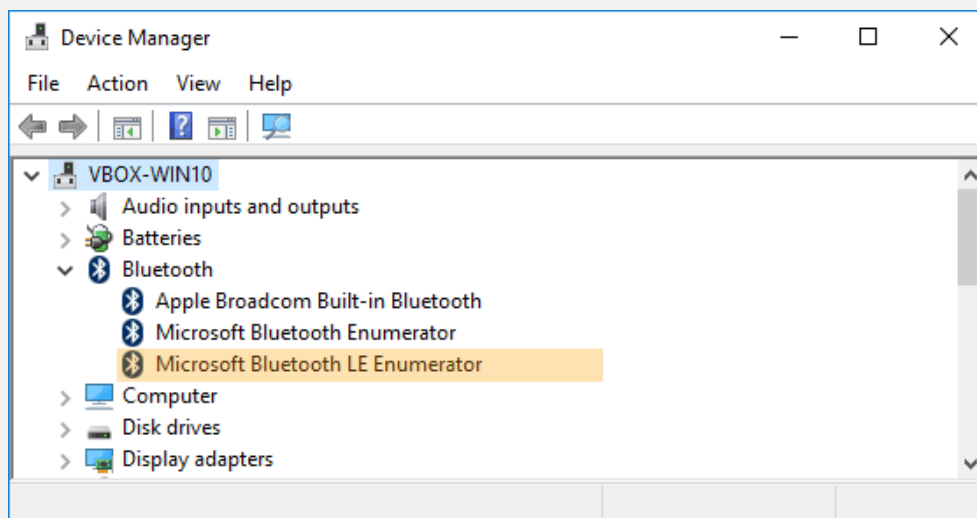 Device Manager
File Action View Help
VBOX-WIN10
Audio inputs and outputs
Batteries
Bluetooth
Apple Broadcom Built-in Bluetooth
Microsoft Bluetooth Enumerator
Microsoft Bluetooth LE Enumerator
Computer
Disk drives
Display adapters